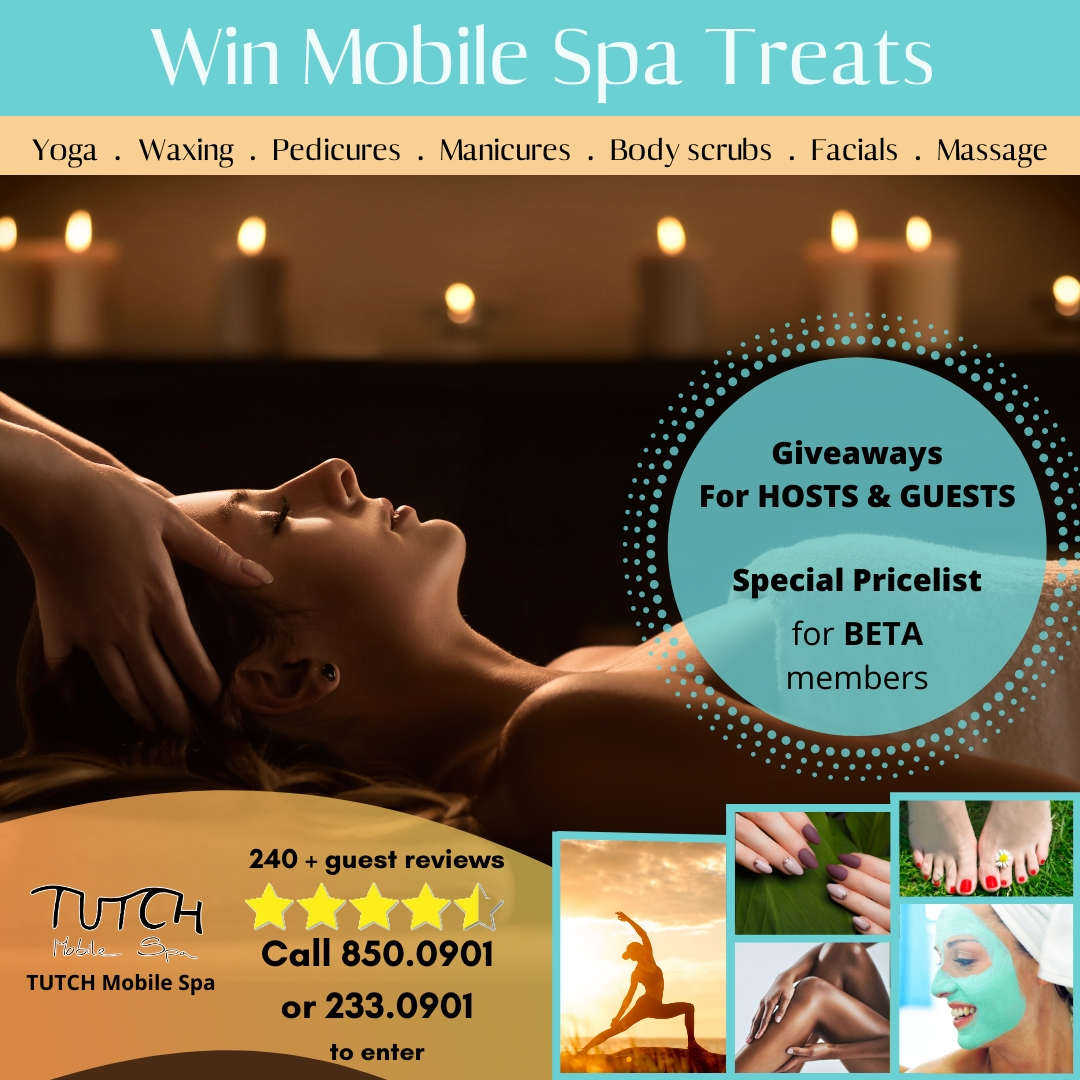 Win Mobile Spa Treats
Yoga . Waxing . Pedicures . Manicures . Body scrubs . Facials . Massage
Giveaways
For HOSTS & GUESTS
Special Pricelist
for BETA
members
240 + guest reviews
TUTCH
Mobile Spa
TUTCH Mobile Spa
Call 850.0901
or 233.0901
to enter